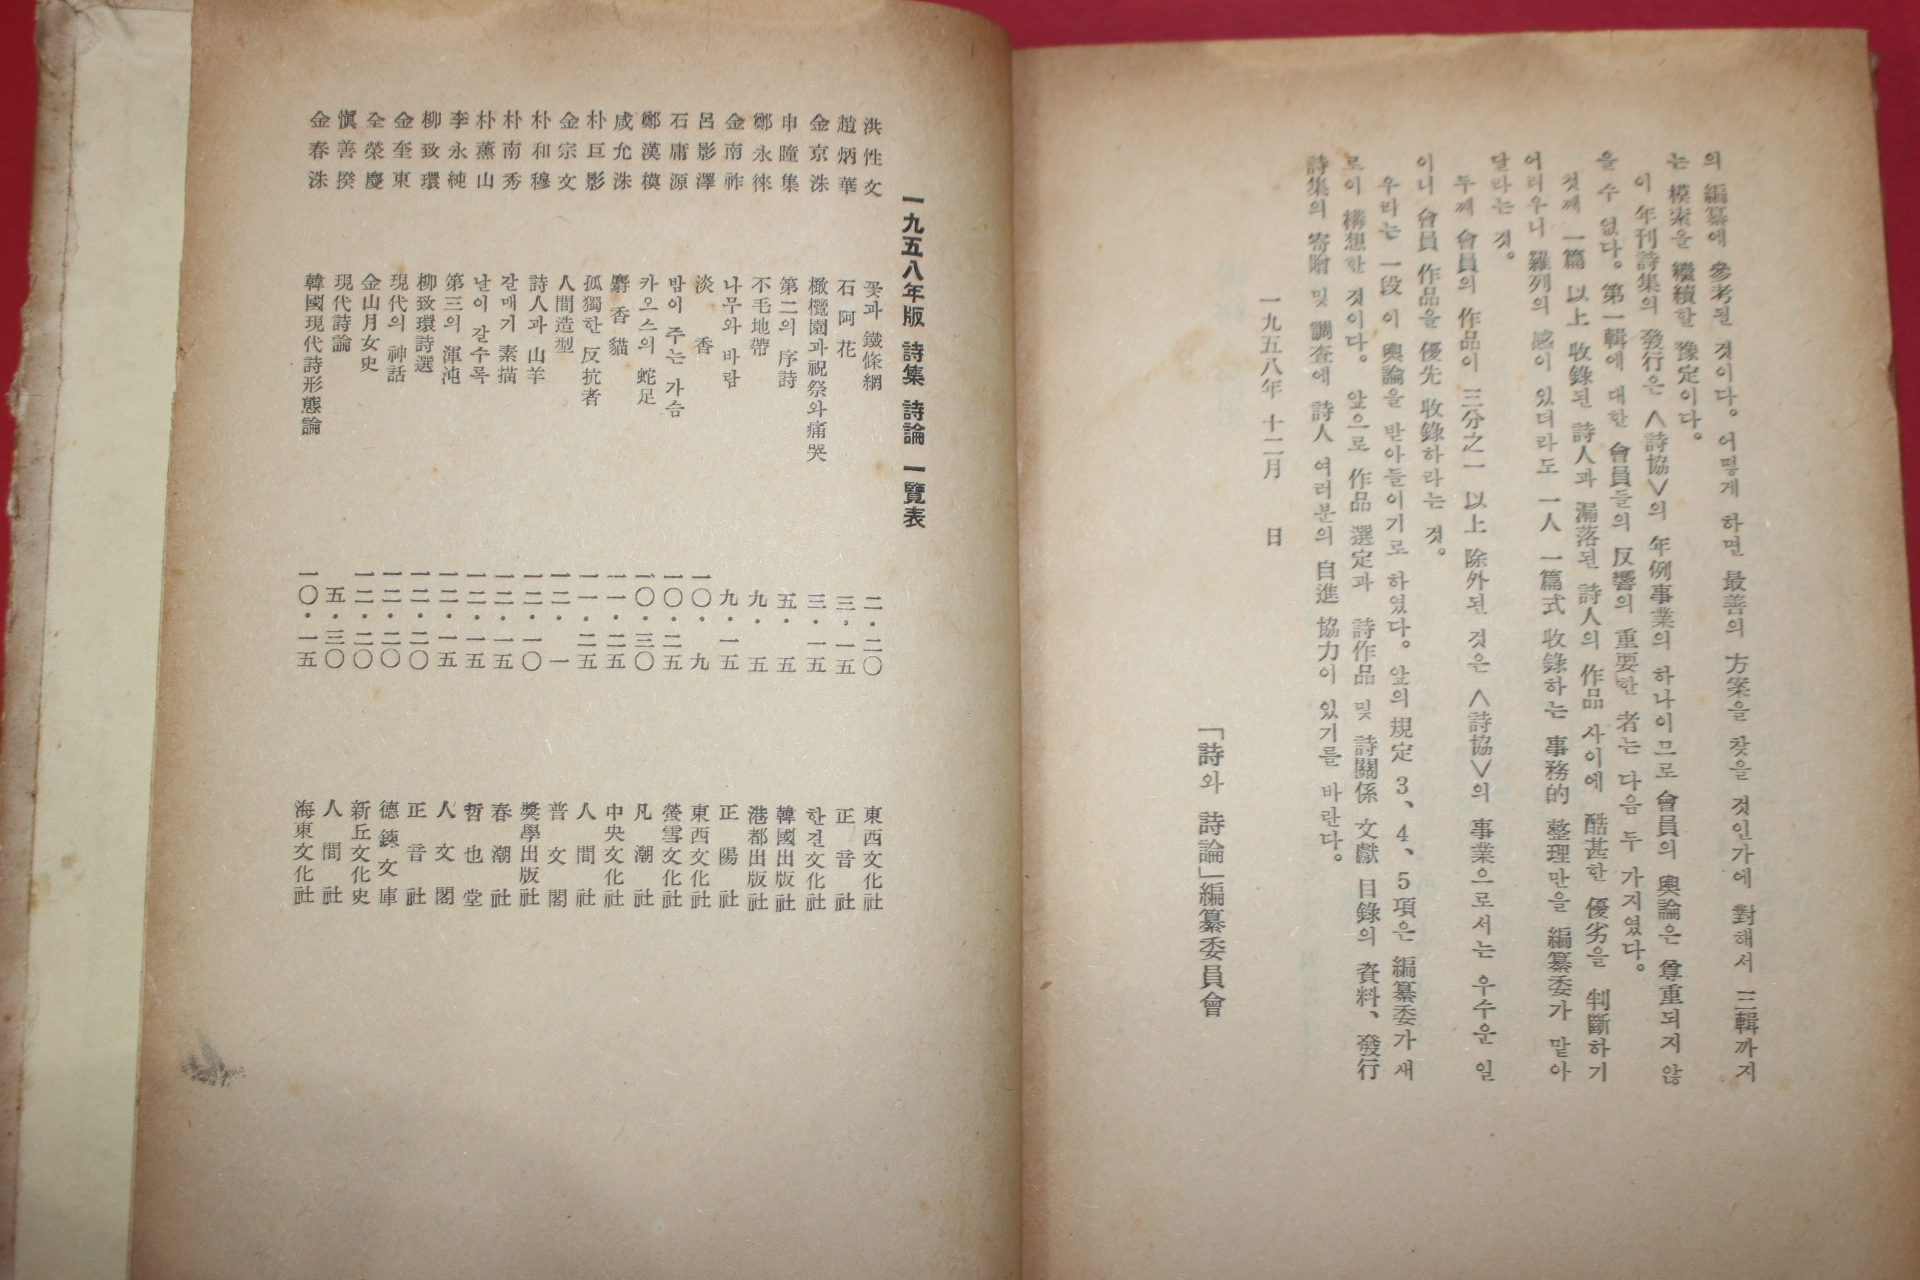 의 編纂에 參考될 것이다。어떻게 하면 最善의 方案을 찾을 것인가에 對해서 三輯까지
는 模索을 繼續할 豫定이다。
이 年刊詩集의 發行은 <詩協>의 年例事業의 하나이므로 會員의 輿論은 尊重되지 않
을 수 없다。第一輯에 대한 會員들의 反響의 重要한 者는 다음 두 가지였다。
첫째 一篇 以上 收錄된 詩人과 漏落된 詩人의 作品 사이에 酷甚한 優劣을 判斷하기
어려우니 羅列의 感이 있더라도 一人 一篇式 收錄하는 事務的 整理만을 編纂委가 맡아
달라는 것。
두째 會員의 作品이 三分之一 以上 除外된 것은 <詩協>의 事業으로서는 우수운 일
이니 會員 作品을 優先 收錄하라는 것。
우리는 一段 이 輿論을 받아들이기로 하였다。앞의 規定 3、4、5項은 編纂委가 새
로이 構想한 것이다。앞으로 作品 選定과 詩作品 및 詩關係 文獻 目錄의 資料、發行
詩集의 寄贈 및 調査에 詩人 여러분의 自進 協力이 있기를 바란다。
一九五八年 十二月 日
「詩와 詩論」編纂委員會
一九五八年版 詩集 詩論 一覽表
洪性文 꽃과 鐵條網 二·二〇 東西文化社
趙炳華 石阿花 三·一五 正音社
金京洙 橄欖園과 祝祭와 痛哭 三·一五 한길文化社
申瞳集 第二의 序詩 五·五 韓國出版社
鄭永徠 不毛地帶 九·五 港都出版社
金南祚 나무와 바람 九·一五 正陽社
呂影澤 淡香 一〇·九 東西文化社
石庸源 밤이 주는 가슴 一〇·二五 螢雪文化社
鄭漢模 카오스의 蛇足 一〇·三〇 凡潮社
咸允洙 麝香貓 一一·二五 中央文化社
朴巨影 孤獨한 反抗者 一一·二五 人間社
金宗文 人間造型 一二·一 普文閣
朴和穆 詩人과 山羊 一二·一〇 獎學出版社
朴南秀 갈매기 素描 一二·一五 春潮社
朴薰山 날이 갈수록 一二·一五 哲也堂
李永純 第三의 渾沌 一二·一五 人文閣
柳致環 柳致環詩選 一二·二〇 正音社
金奎東 現代의 神話 一二·二〇 德鍊文庫
全榮慶 金山月女史 一二·二〇 新丘文化史
愼善揆 現代詩論 五·三〇 人間社
金春洙 韓國現代詩形態論 一〇·一五 海東文化社